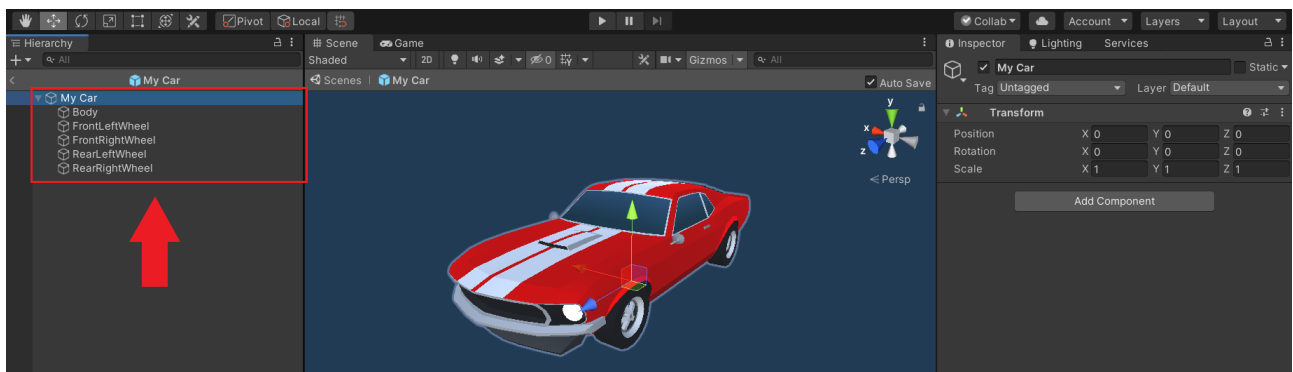 Pivot Local Collab Account Layers Layout
Hierarchy
All
My Car
My Car
Body
FrontLeftWheel
FrontRightWheel
RearLeftWheel
RearRightWheel
Scene Game
Shaded 2D 0 Gizmos All
Scenes | My Car Auto Save
y
x
z
< Persp
Inspector Lighting Services
My Car Static
Tag Untagged Layer Default
Transform
Position X 0 Y 0 Z 0
Rotation X 0 Y 0 Z 0
Scale X 1 Y 1 Z 1
Add Component